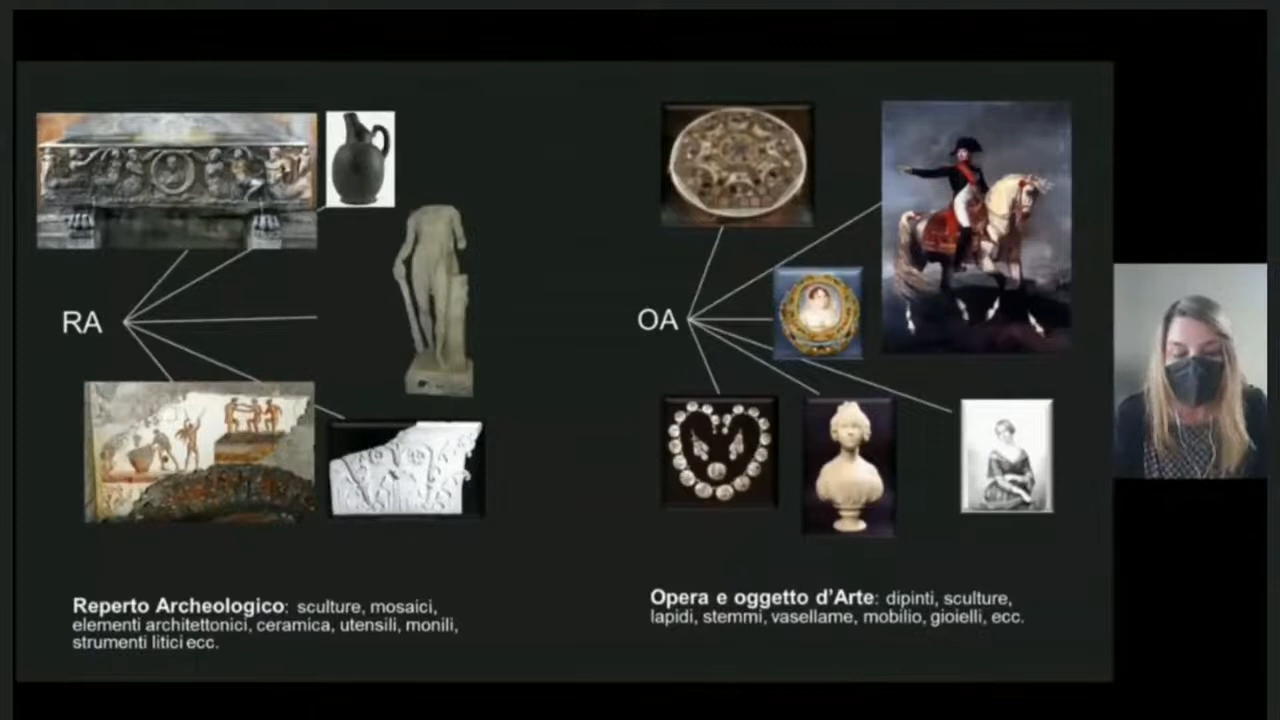 RA
OA
Reperto Archeologico: sculture, mosaici,
elementi architettonici, ceramica, utensili, monili,
strumenti litici ecc.
Opera e oggetto d'Arte: dipinti, sculture,
lapidi, stemmi, vasellame, mobilio, gioielli, ecc.